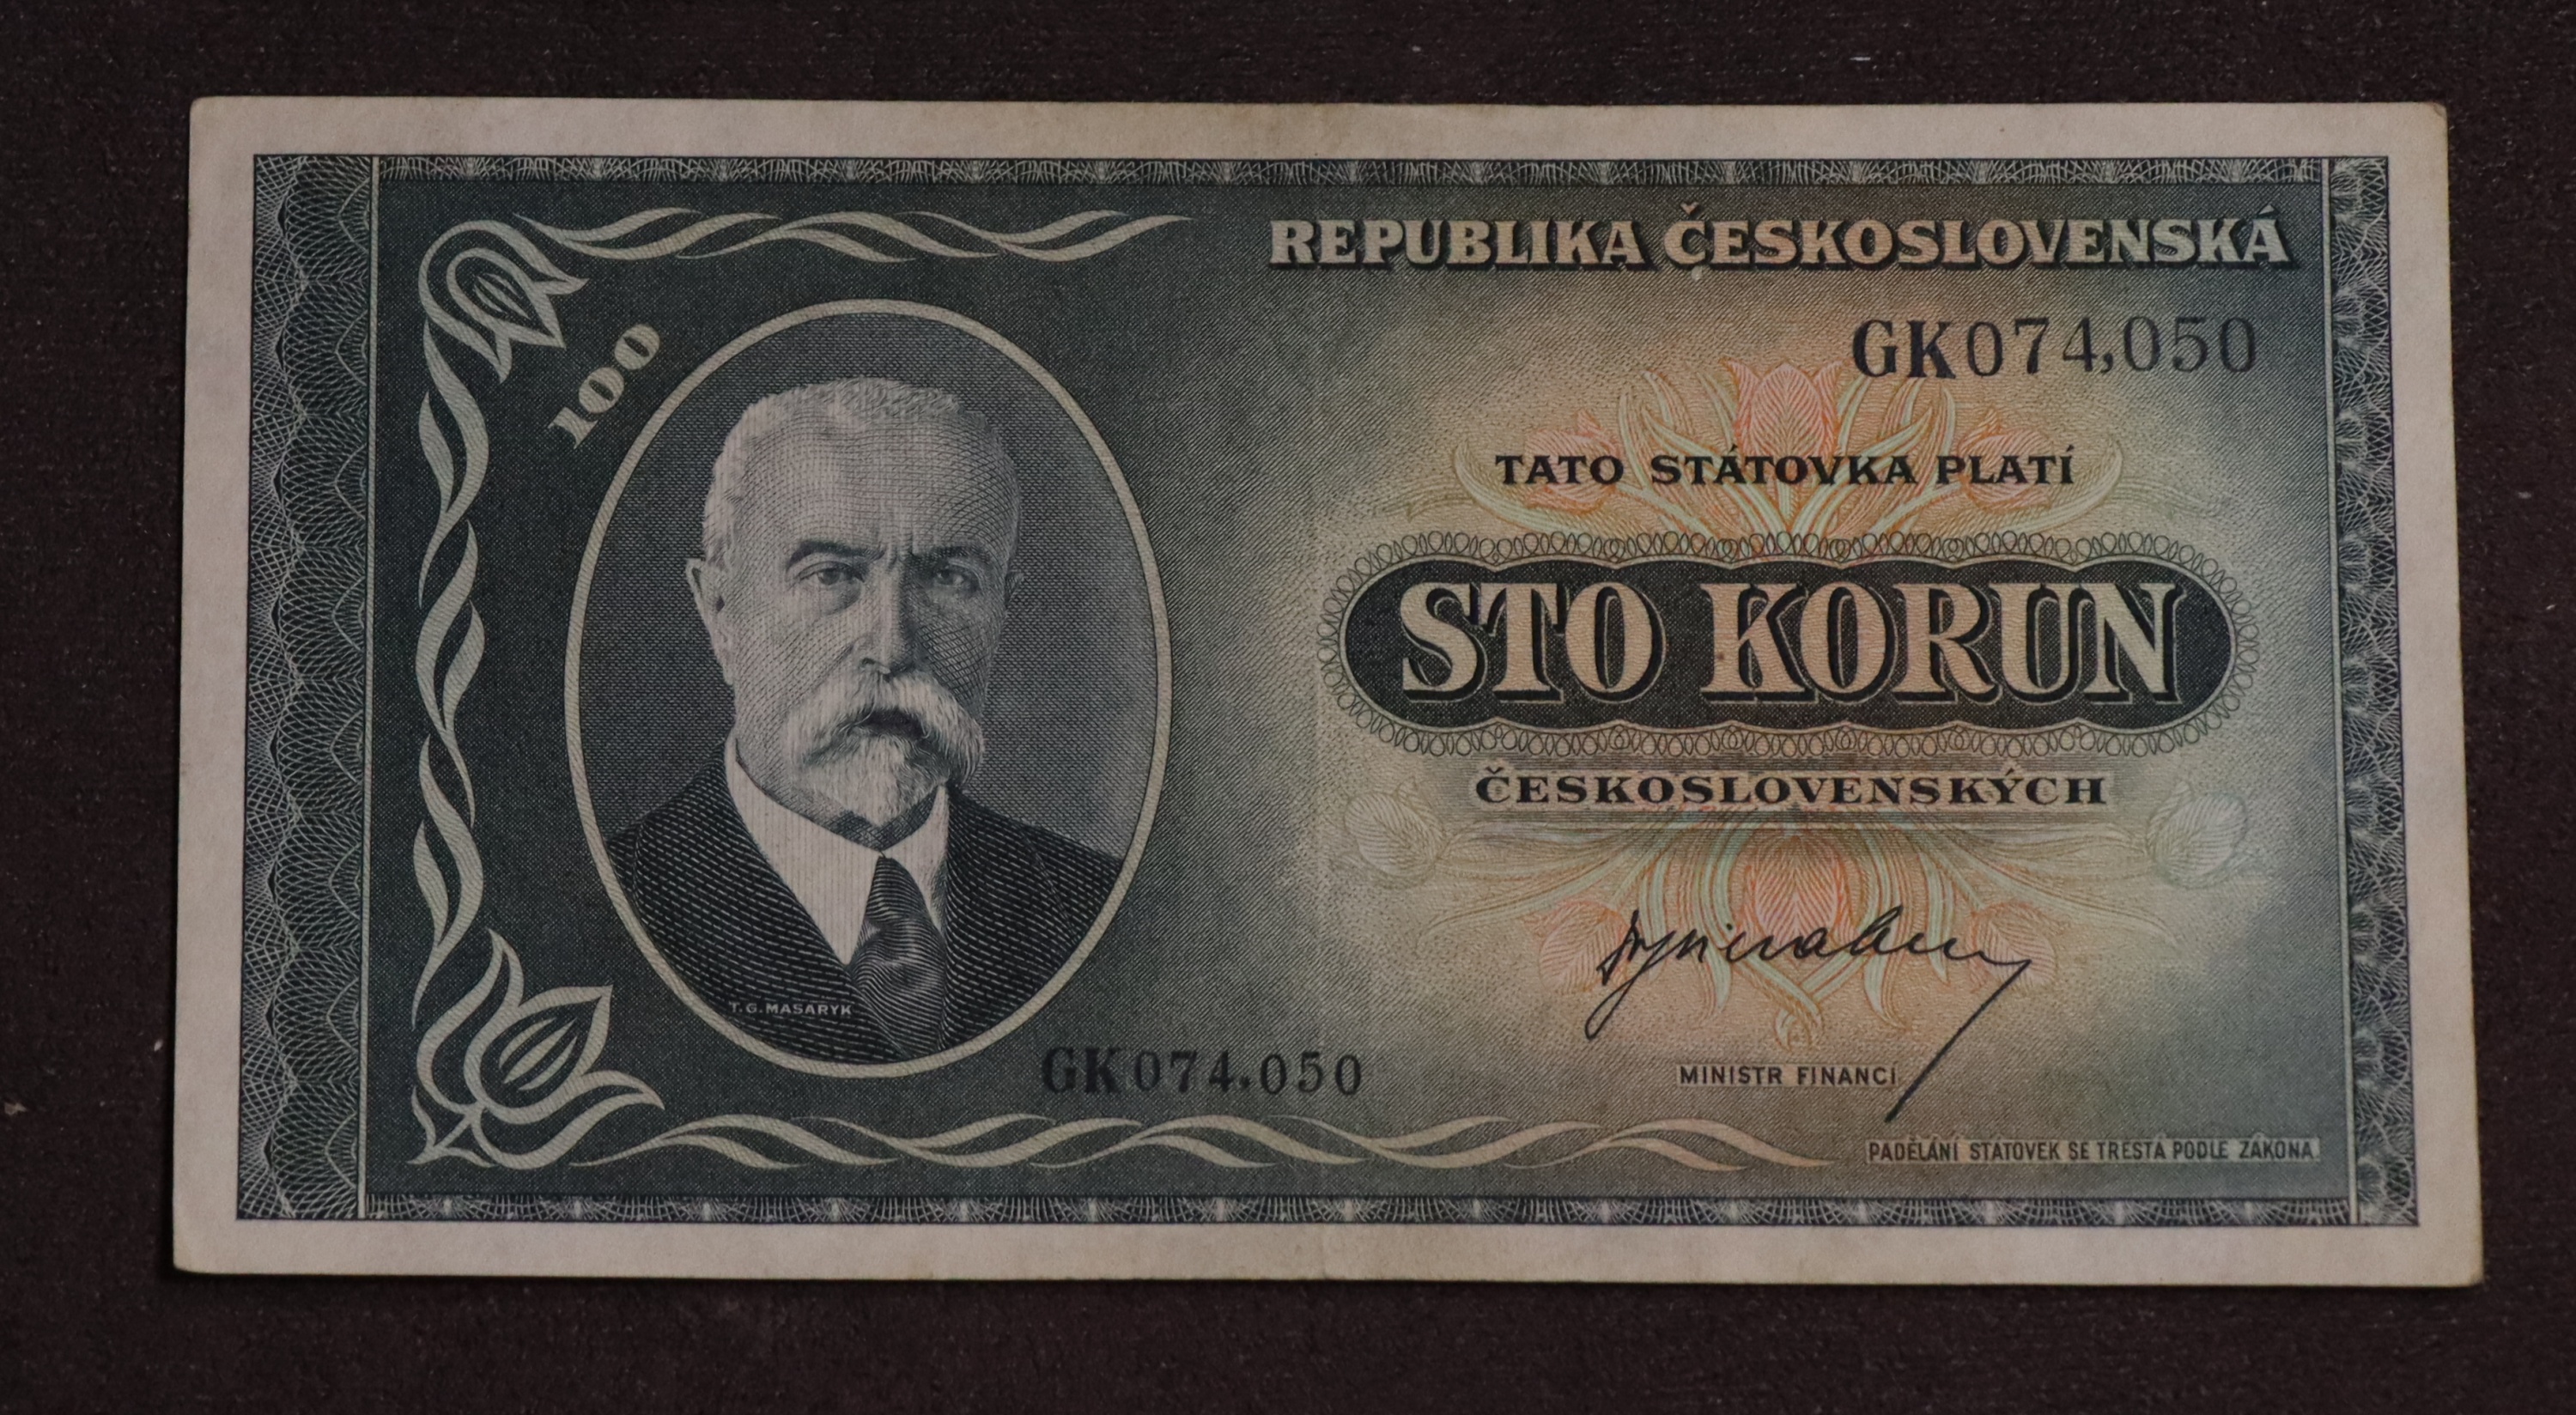 REPUBLIKA ČESKOSLOVENSKÁ
100
GK074,050
TATO STÁTOVKA PLATÍ
STO KORUN
ČESKOSLOVENSKÝCH
T. G. MASARYK
GK074.050
MINISTR FINANCÍ
PADĚLÁNÍ STÁTOVEK SE TRESTÁ PODLE ZÁKONA